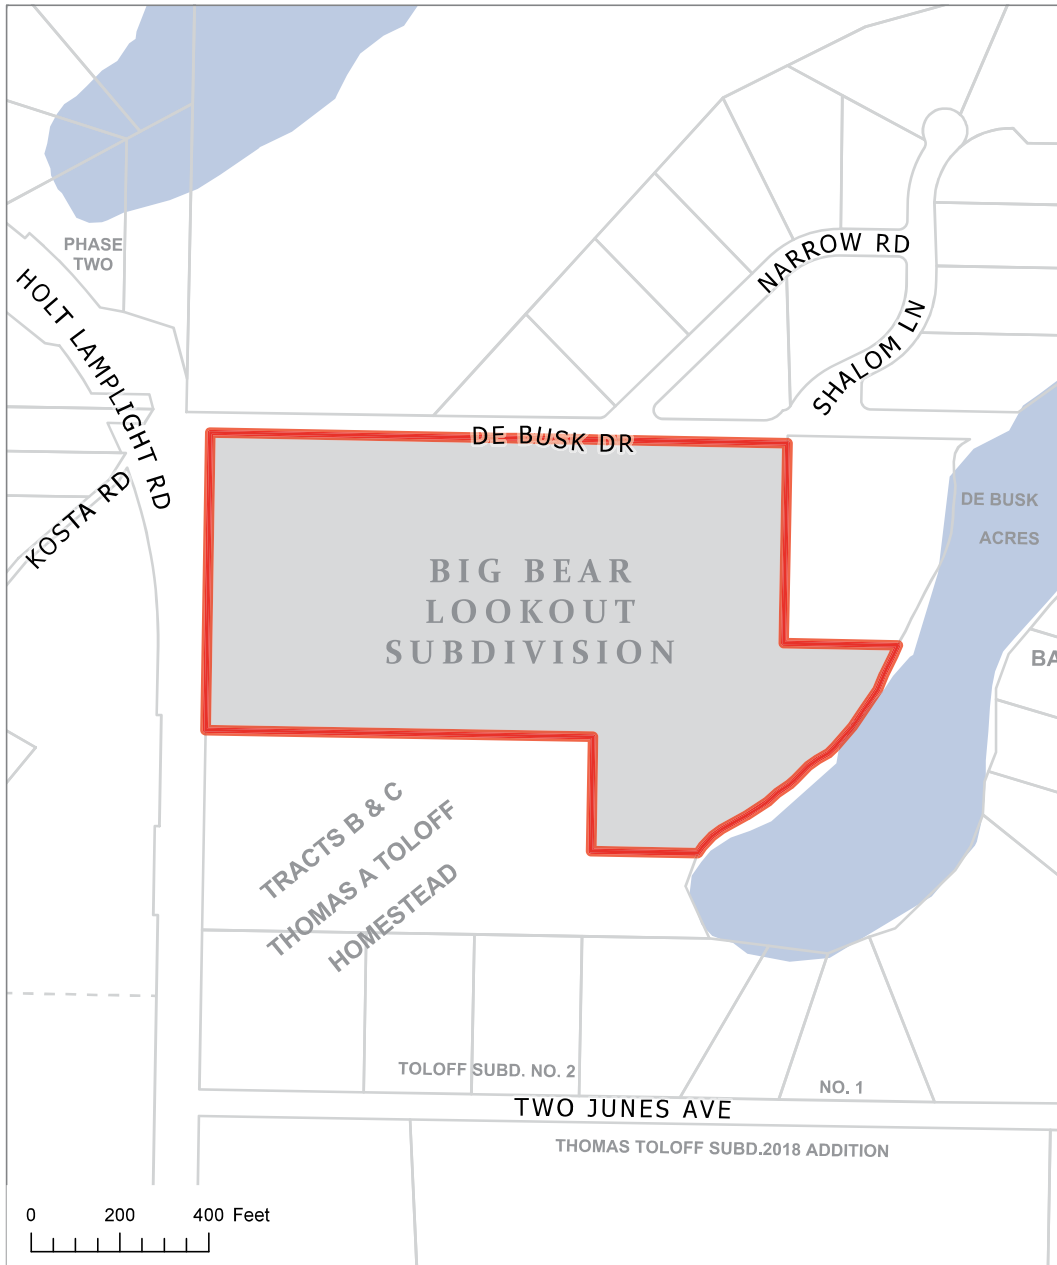 PHASE
TWO
HOLT LAMPLIGHT RD
NARROW RD
SHALOM LN
DE BUSK DR
KOSTA RD
DE BUSK
ACRES
BIG BEAR
LOOKOUT
SUBDIVISION
BA
TRACTS B & C
THOMAS A TOLOFF
HOMESTEAD
TOLOFF SUBD. NO. 2
NO. 1
TWO JUNES AVE
THOMAS TOLOFF SUBD.2018 ADDITION
0 200 400 Feet